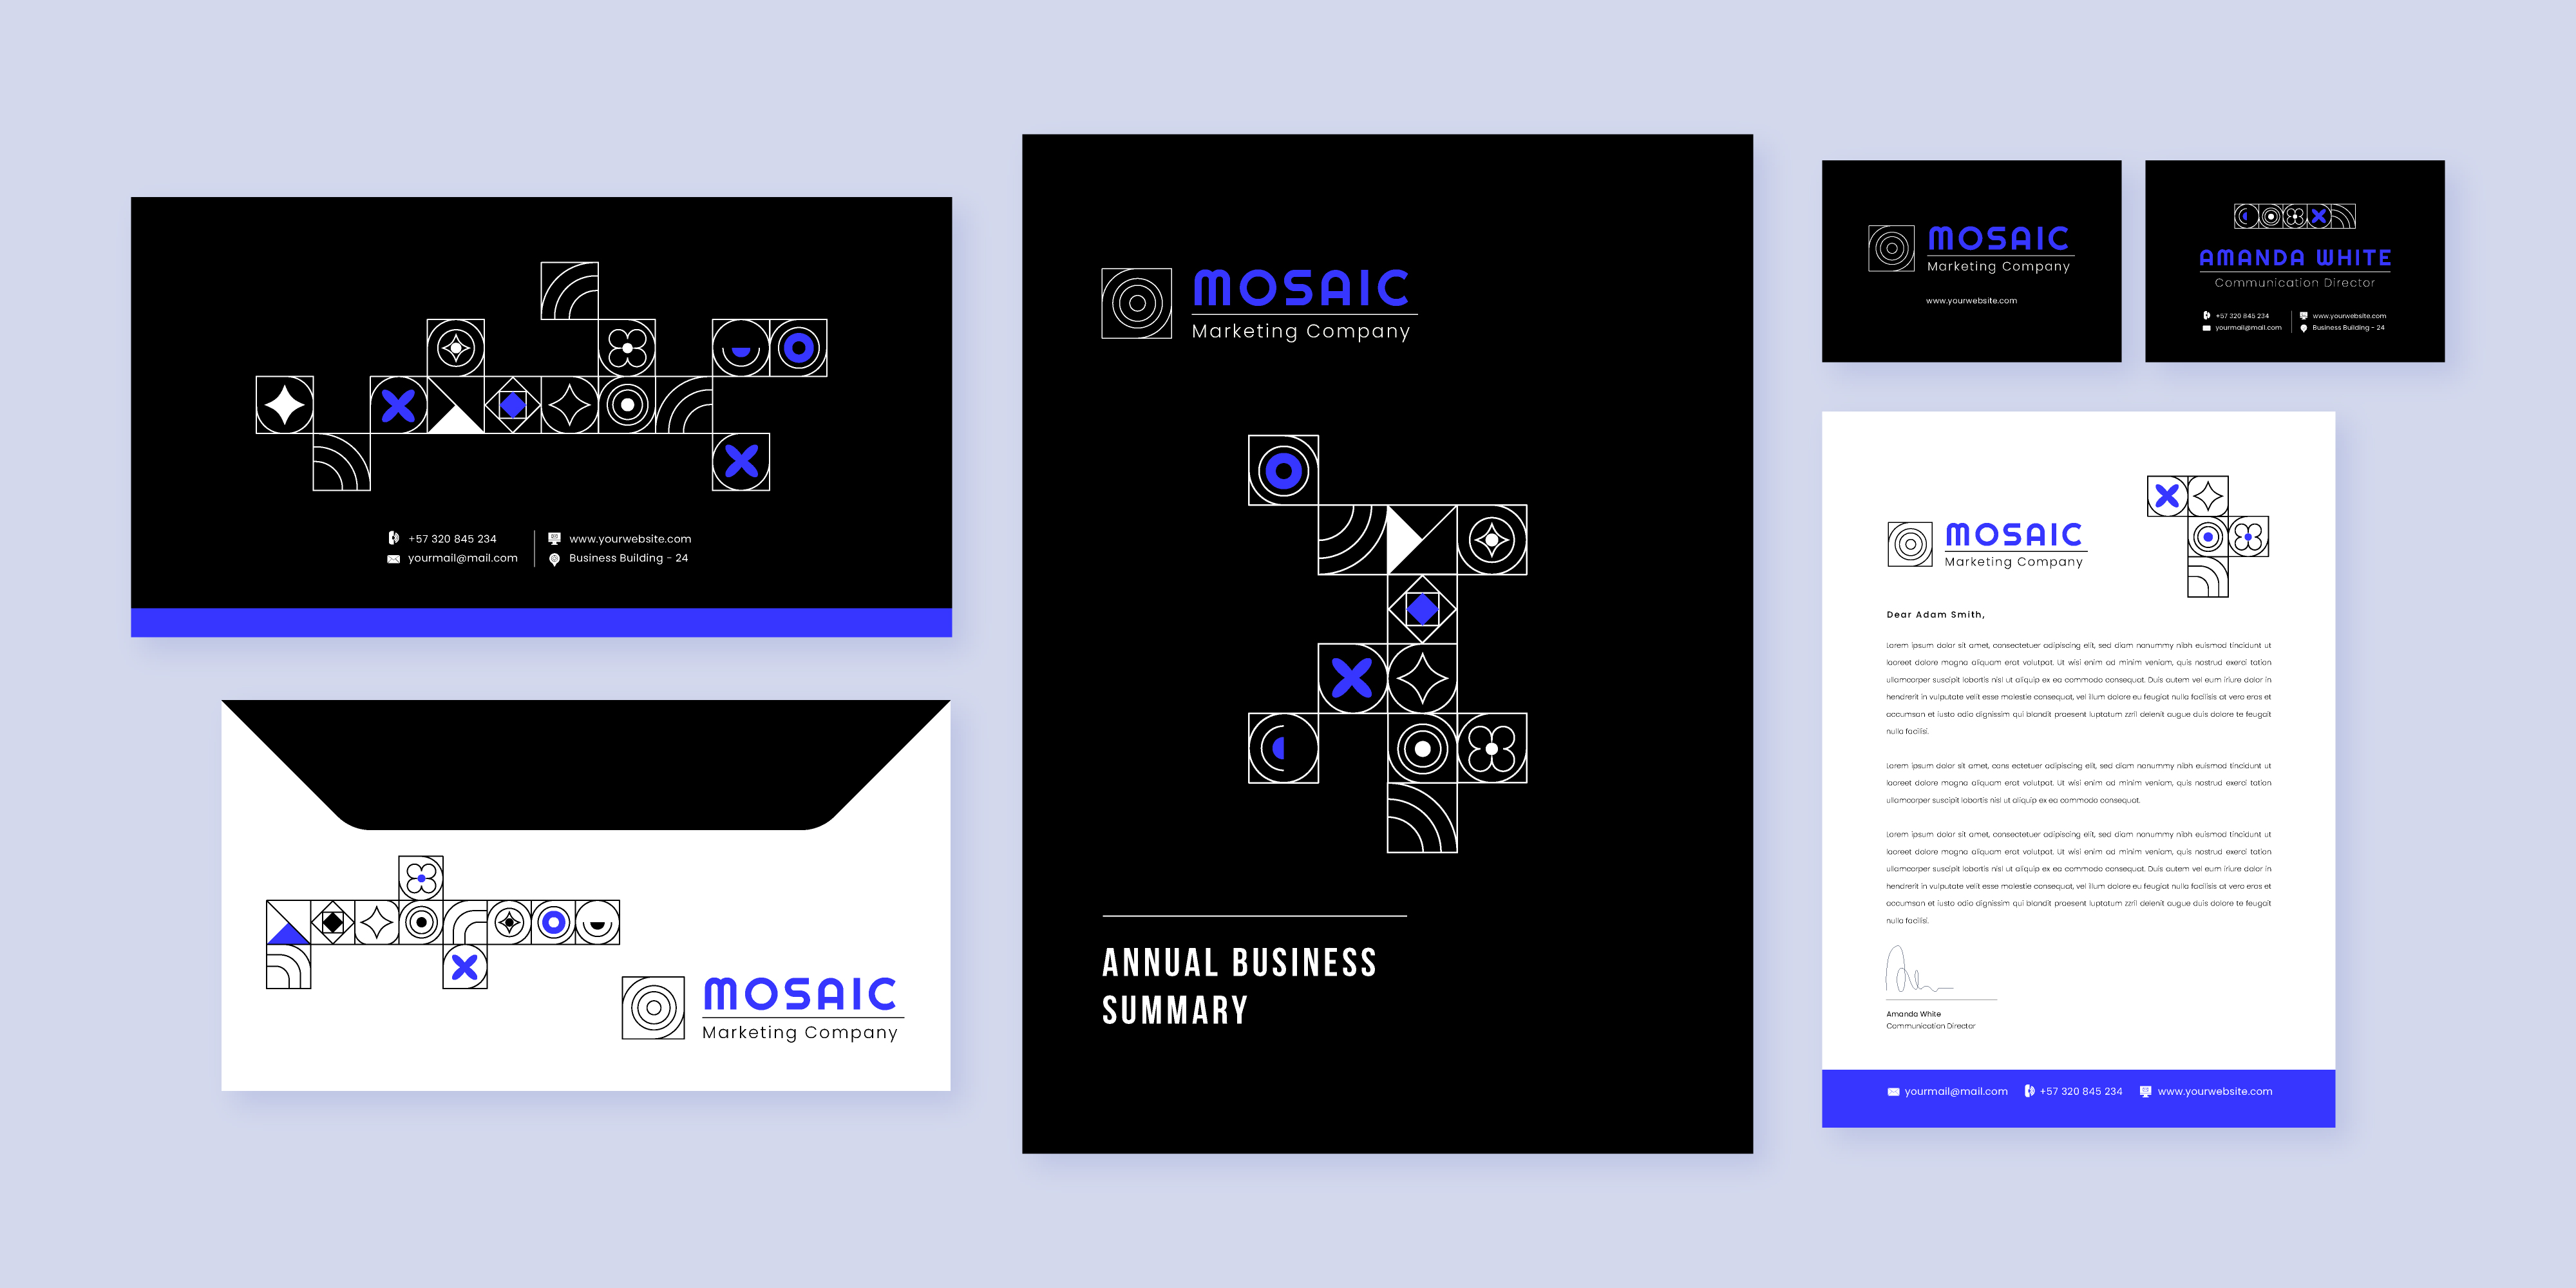 +57 320 845 234
yourmail@mail.com
www.yourwebsite.com
Business Building - 24
MOSAIC
Marketing Company
MOSAIC
Marketing Company
ANNUAL BUSINESS
SUMMARY
MOSAIC
Marketing Company
www.yourwebsite.com
AMANDA WHITE
Communication Director
+57 320 845 234
yourmail@mail.com
www.yourwebsite.com
Business Building - 24
MOSAIC
Marketing Company
Dear Adam Smith,
Lorem ipsum dolor sit amet, consectetuer adipiscing elit, sed diam nonummy nibh euismod tincidunt ut
laoreet dolore magna aliquam erat volutpat. Ut wisi enim ad minim veniam, quis nostrud exerci tation
ullamcorper suscipit lobortis nisl ut aliquip ex ea commodo consequat. Duis autem vel eum iriure dolor in
hendrerit in vulputate velit esse molestie consequat, vel illum dolore eu feugiat nulla facilisis at vero eros et
accumsan et iusto odio dignissim qui blandit praesent luptatum zzril delenit augue duis dolore te feugait
nulla facilisi.
Lorem ipsum dolor sit amet, cons ectetuer adipiscing elit, sed diam nonummy nibh euismod tincidunt ut
laoreet dolore magna aliquam erat volutpat. Ut wisi enim ad minim veniam, quis nostrud exerci tation
ullamcorper suscipit lobortis nisl ut aliquip ex ea commodo consequat.
Lorem ipsum dolor sit amet, consectetuer adipiscing elit, sed diam nonummy nibh euismod tincidunt ut
laoreet dolore magna aliquam erat volutpat. Ut wisi enim ad minim veniam, quis nostrud exerci tation
ullamcorper suscipit lobortis nisl ut aliquip ex ea commodo consequat. Duis autem vel eum iriure dolor in
hendrerit in vulputate velit esse molestie consequat, vel illum dolore eu feugiat nulla facilisis at vero eros et
accumsan et iusto odio dignissim qui blandit praesent luptatum zzril delenit augue duis dolore te feugait
nulla facilisi.
Amanda White
Communication Director
yourmail@mail.com +57 320 845 234 www.yourwebsite.com